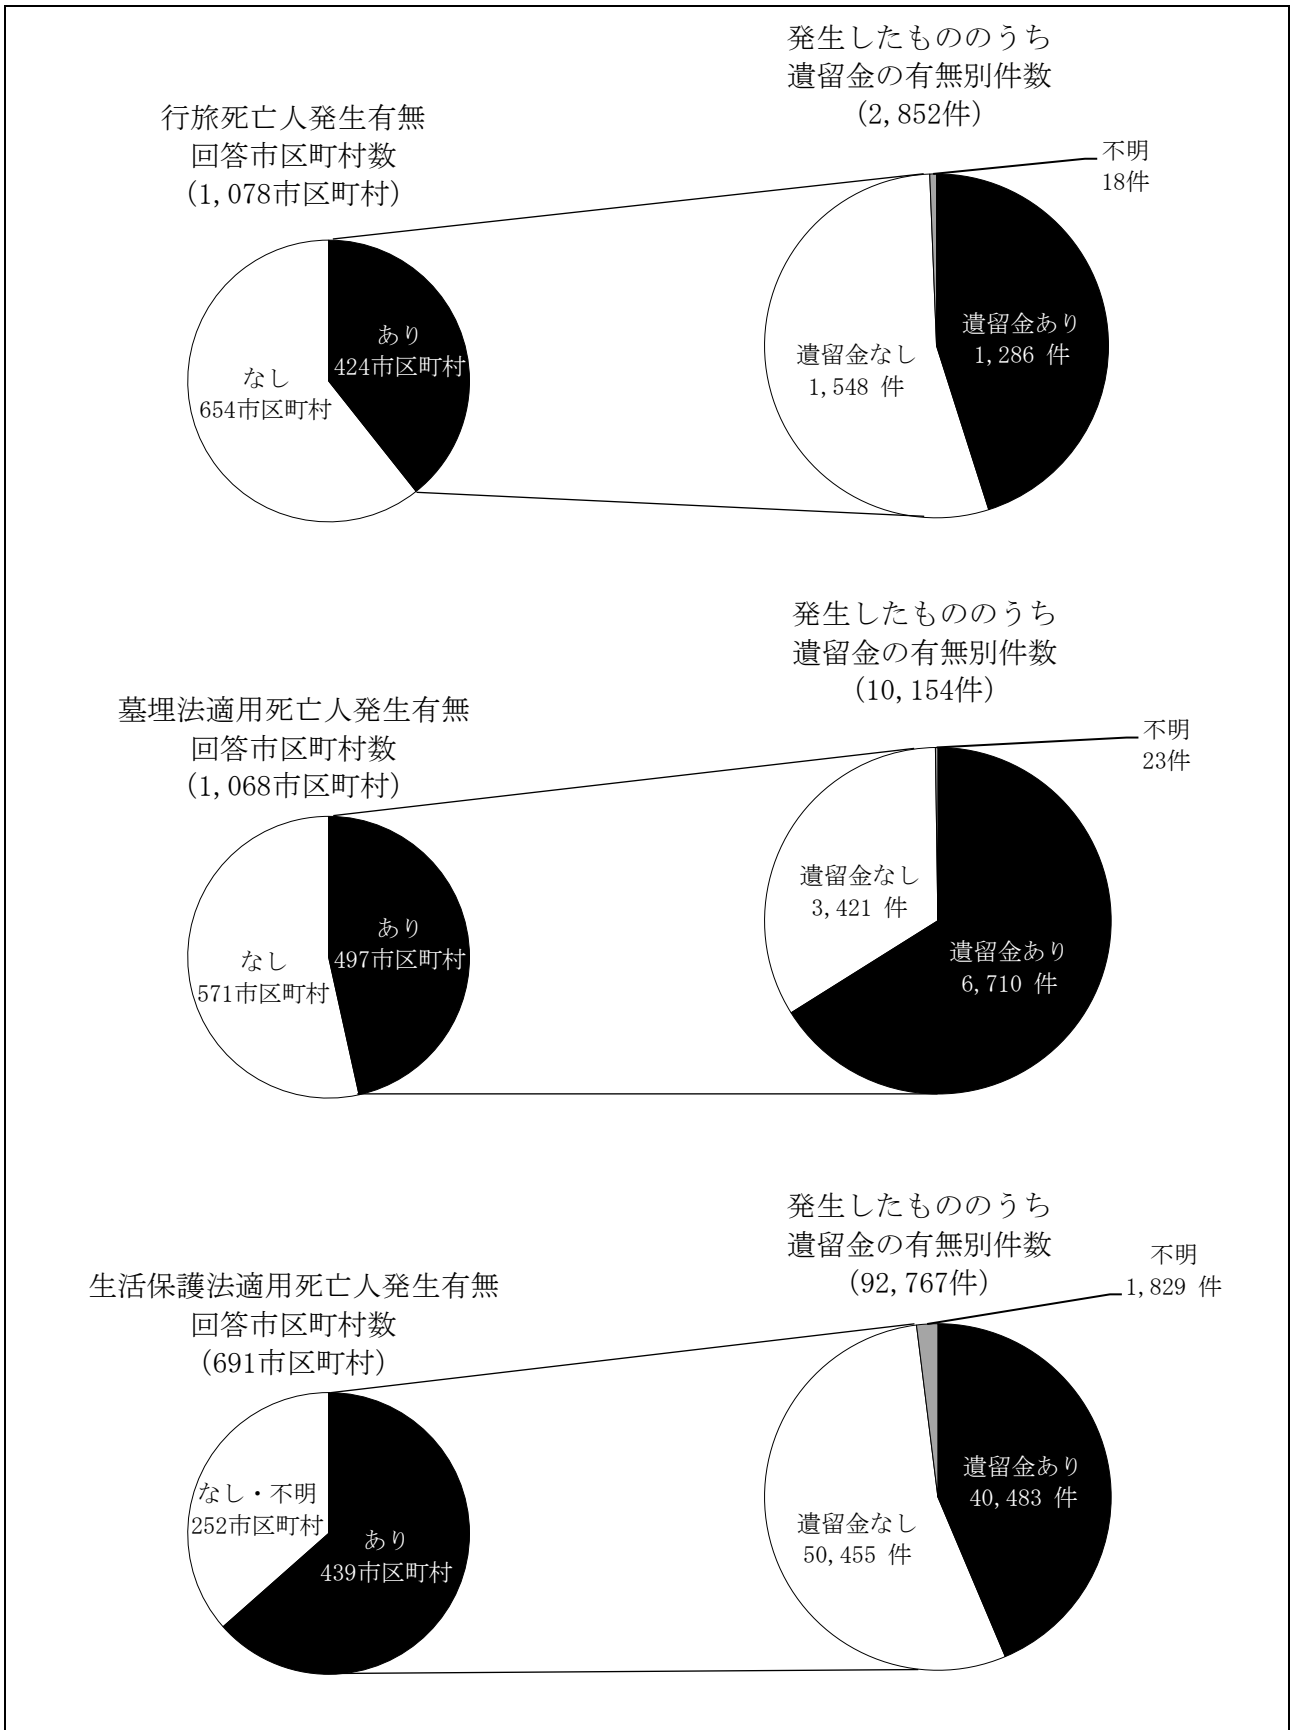 行旅死亡人発生有無
回答市区町村数
(1,078市区町村)
あり
424市区町村
なし
654市区町村
発生したもののうち
遺留金の有無別件数
(2,852件)
不明
18件
遺留金あり
1,286 件
遺留金なし
1,548 件
墓埋法適用死亡人発生有無
回答市区町村数
(1,068市区町村)
あり
497市区町村
なし
571市区町村
発生したもののうち
遺留金の有無別件数
(10,154件)
不明
23件
遺留金なし
3,421 件
遺留金あり
6,710 件
生活保護法適用死亡人発生有無
回答市区町村数
(691市区町村)
なし・不明
252市区町村
あり
439市区町村
発生したもののうち
遺留金の有無別件数
(92,767件)
不明
1,829 件
遺留金あり
40,483 件
遺留金なし
50,455 件